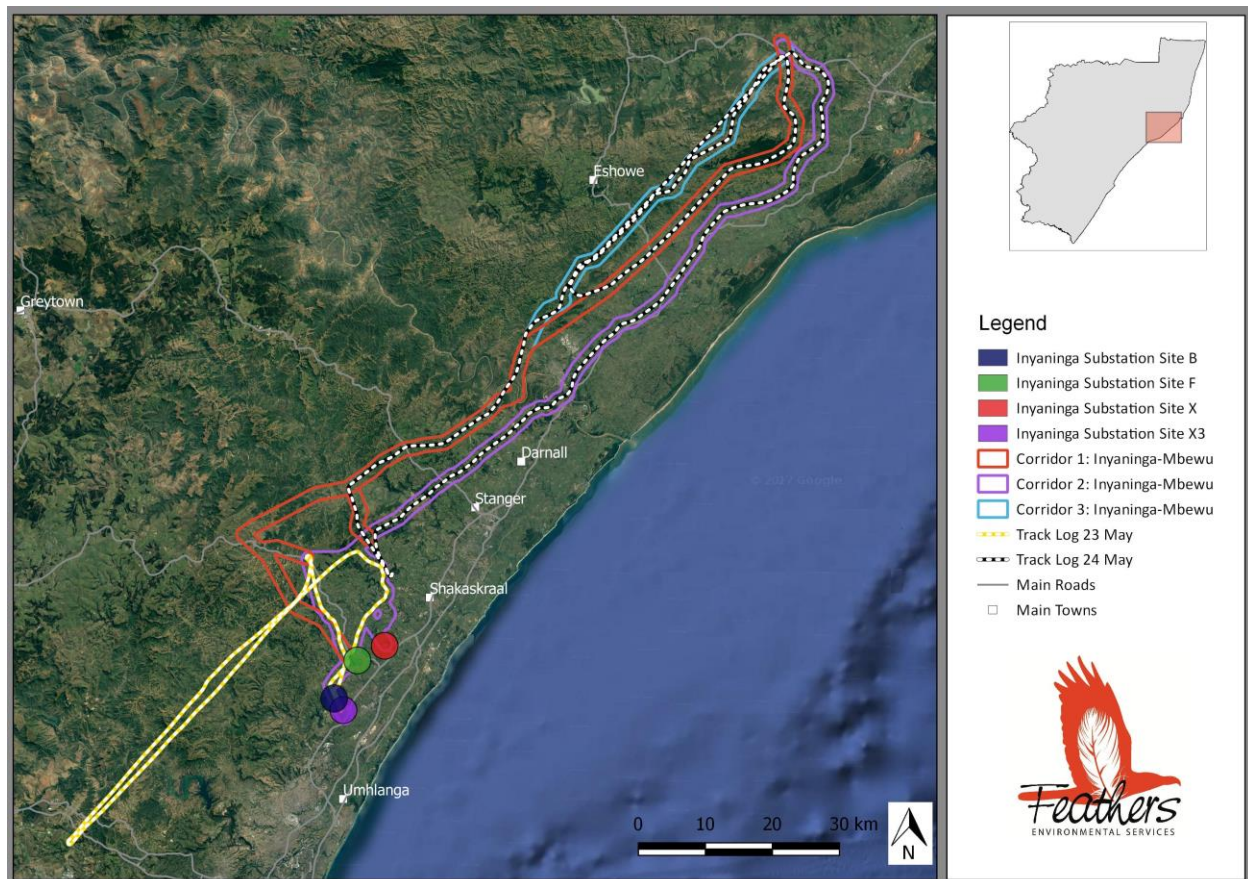 Eshowe
Greytown
© 2017 Google
Darnall
Stanger
Shakaskraal
Umhlanga
0 10 20 30 km
N
Legend
Inyaninga Substation Site B
Inyaninga Substation Site F
Inyaninga Substation Site X
Inyaninga Substation Site X3
Corridor 1: Inyaninga-Mbewu
Corridor 2: Inyaninga-Mbewu
Corridor 3: Inyaninga-Mbewu
Track Log 23 May
Track Log 24 May
Main Roads
Main Towns
Feathers
ENVIRONMENTAL SERVICES